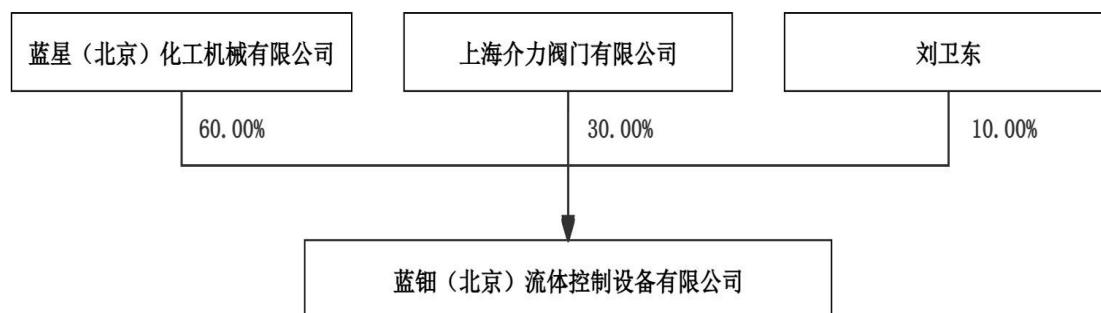 蓝星（北京）化工机械有限公司
上海介力阀门有限公司
刘卫东
60.00%
30.00%
10.00%
蓝钿（北京）流体控制设备有限公司